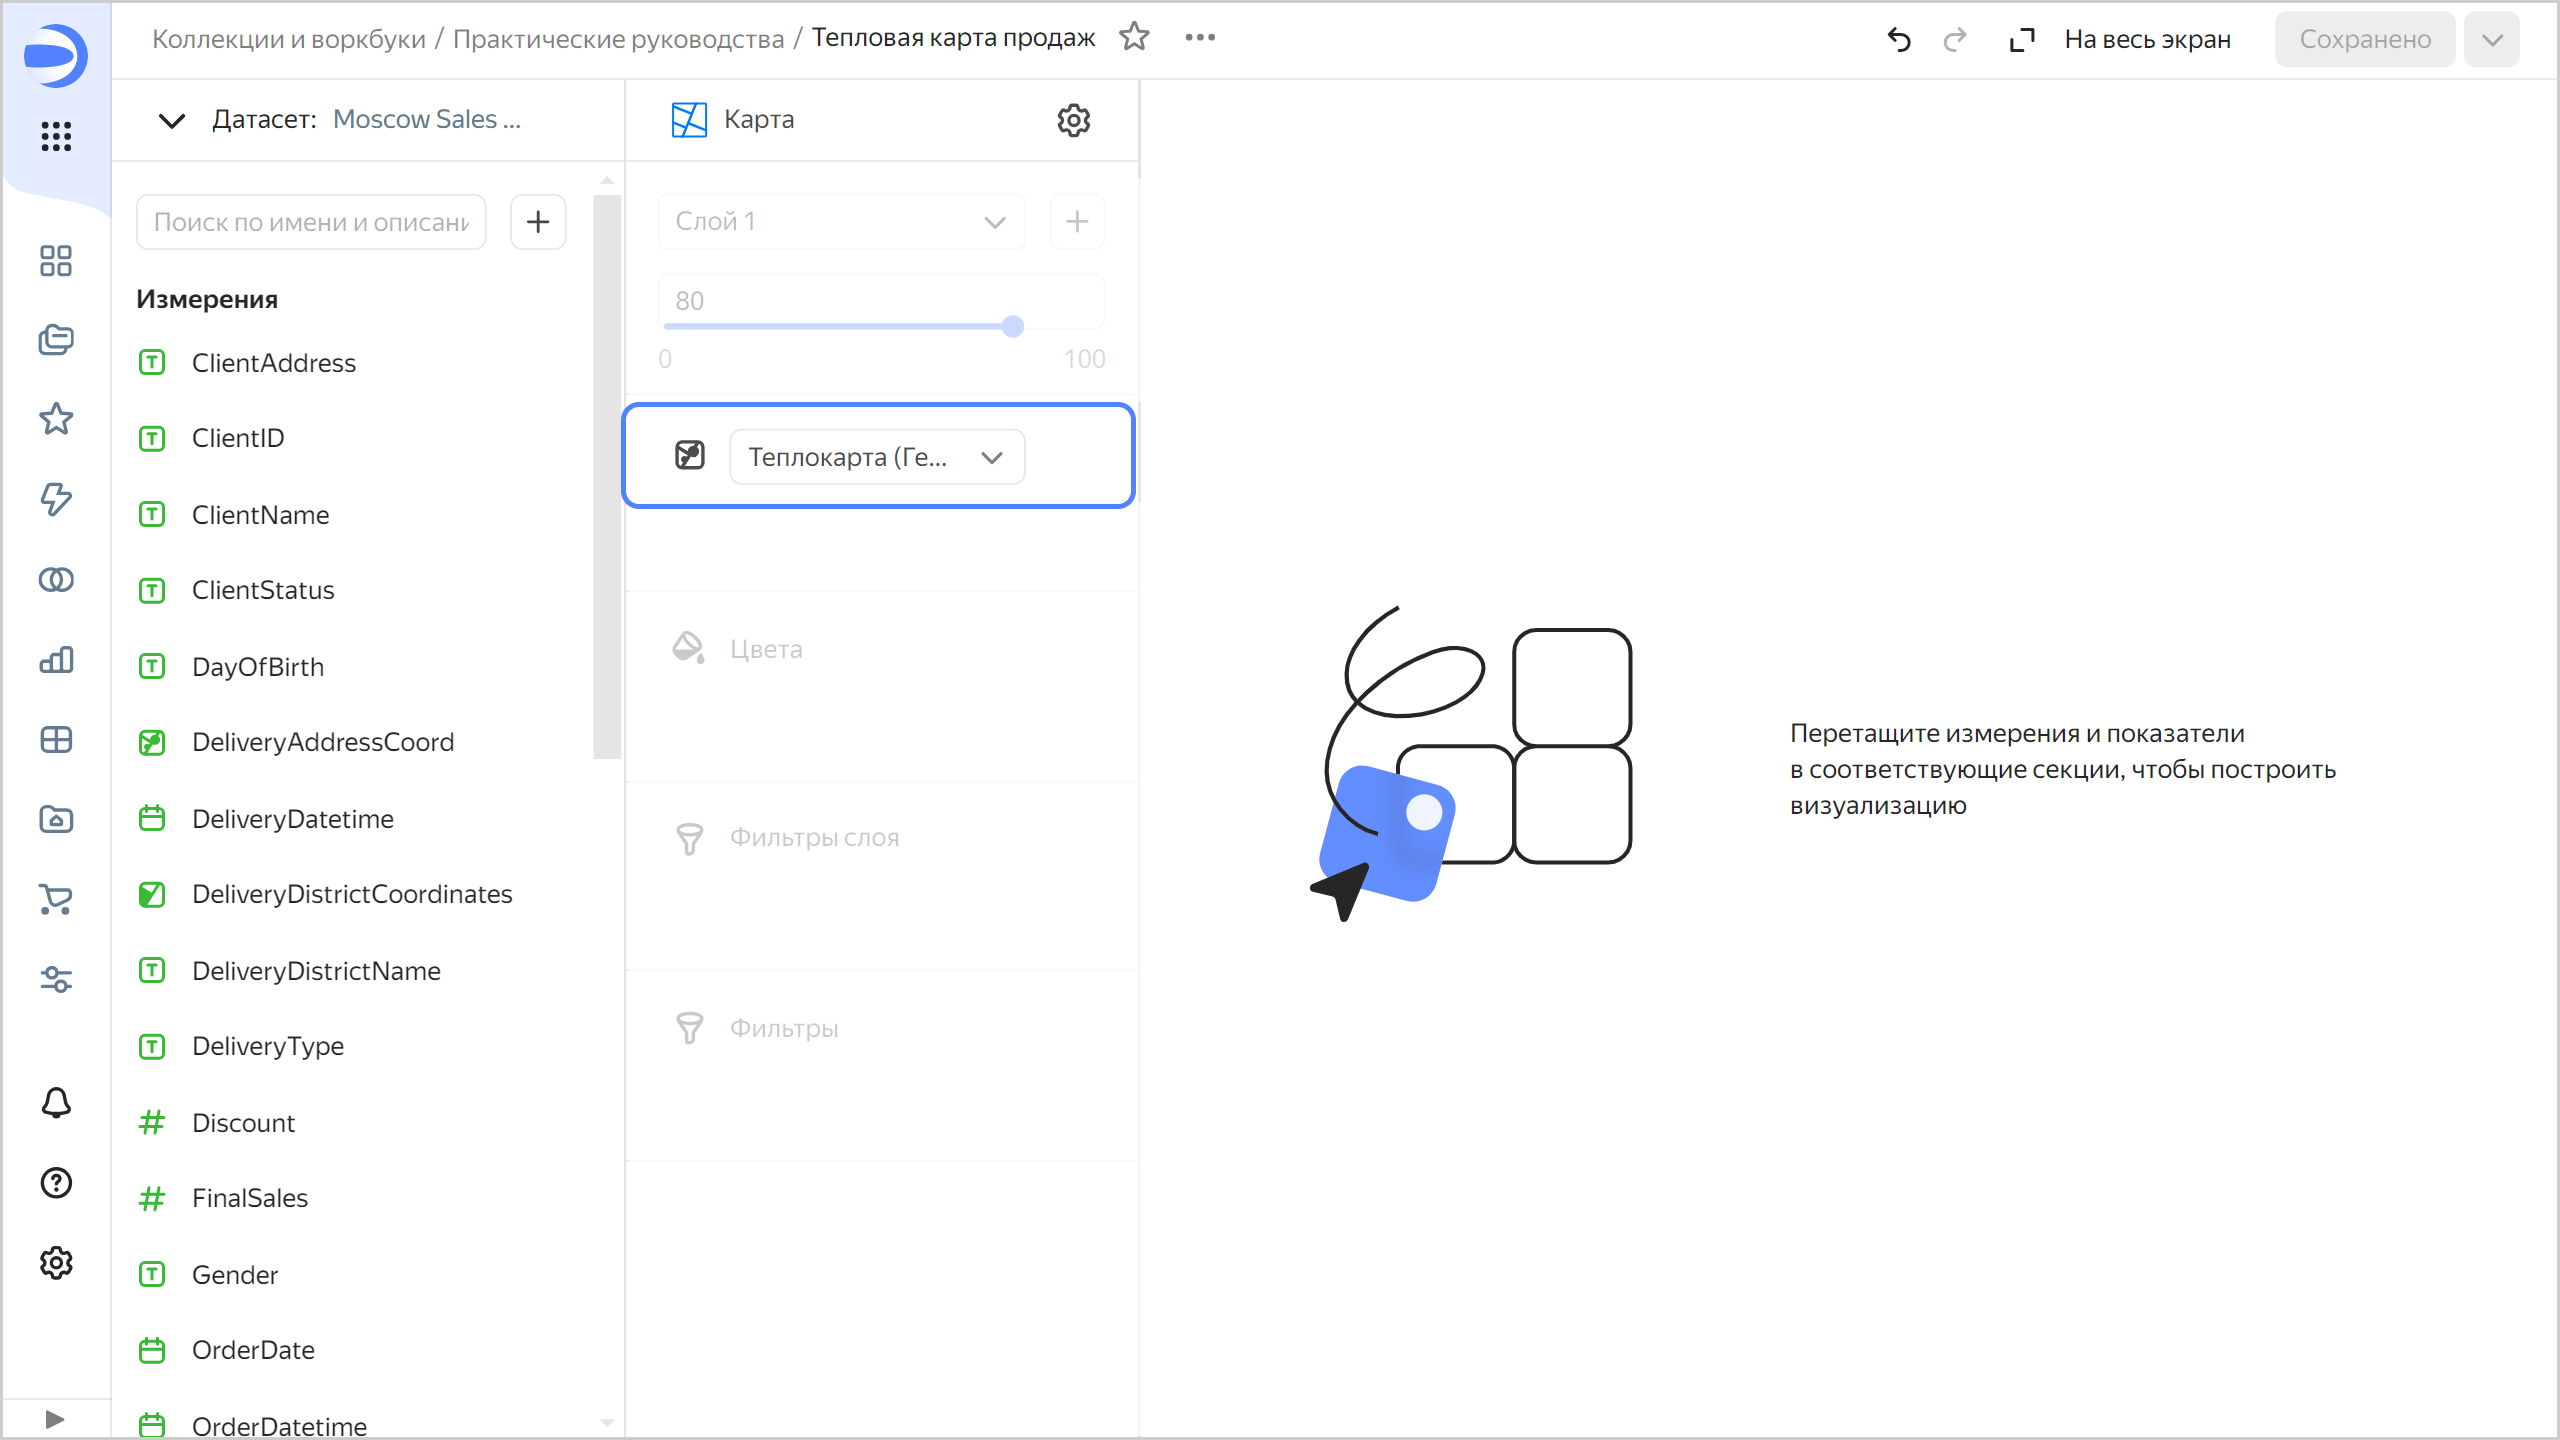 Коллекции и воркбуки / Практические руководства / Тепловая карта продаж
На весь экран
Сохранено
Датасет: Moscow Sales ...
Карта
Поиск по имени и описани
Измерения
ClientAddress
ClientID
ClientName
ClientStatus
DayOfBirth
DeliveryAddressCoord
DeliveryDatetime
DeliveryDistrictCoordinates
DeliveryDistrictName
DeliveryType
Discount
FinalSales
Gender
OrderDate
OrderDatetime
Слой 1
80
0 100
Теплокарта (Ге...
Цвета
Фильтры слоя
Фильтры
Перетащите измерения и показатели
в соответствующие секции, чтобы построить
визуализацию